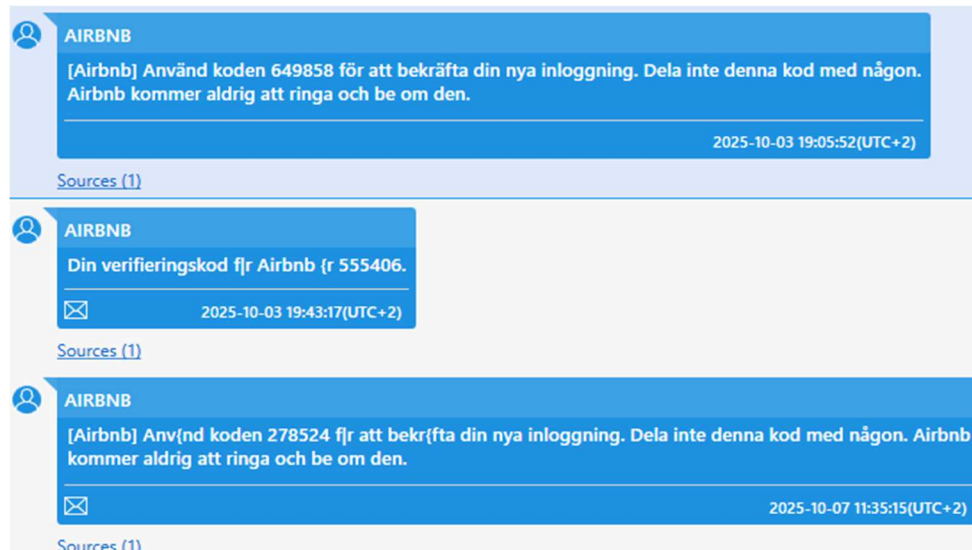 AIRBNB
[Airbnb] Använd koden 649858 för att bekräfta din nya inloggning. Dela inte denna kod med någon.
Airbnb kommer aldrig att ringa och be om den.
2025-10-03 19:05:52(UTC+2)
Sources (1)
AIRBNB
Din verifieringskod f|r Airbnb {r 555406.
2025-10-03 19:43:17(UTC+2)
Sources (1)
AIRBNB
[Airbnb] Anv{nd koden 278524 f|r att bekr{fta din nya inloggning. Dela inte denna kod med någon. Airbnb
kommer aldrig att ringa och be om den.
2025-10-07 11:35:15(UTC+2)
Sources (1)